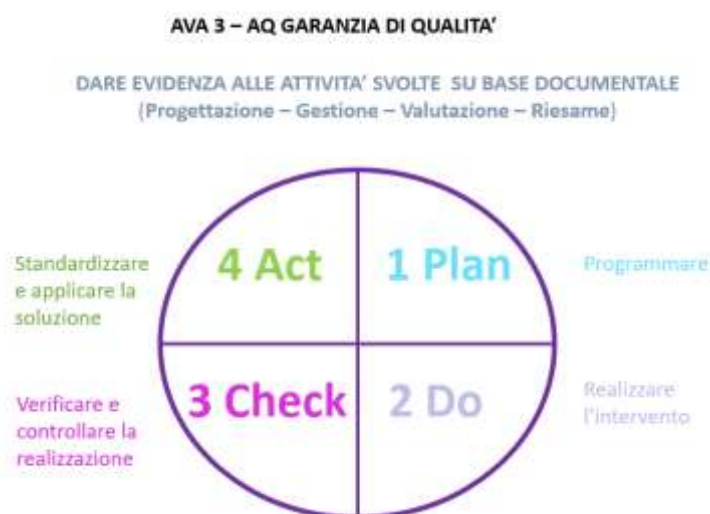 AVA 3 – AQ GARANZIA DI QUALITA'
DARE EVIDENZA ALLE ATTIVITA' SVOLTE SU BASE DOCUMENTALE
(Progettazione – Gestione – Valutazione – Riesame)
4 Act
1 Plan
Standardizzare
e applicare la
soluzione
Programmare
3 Check
2 Do
Verificare e
controllare la
realizzazione
Realizzare
l'intervento